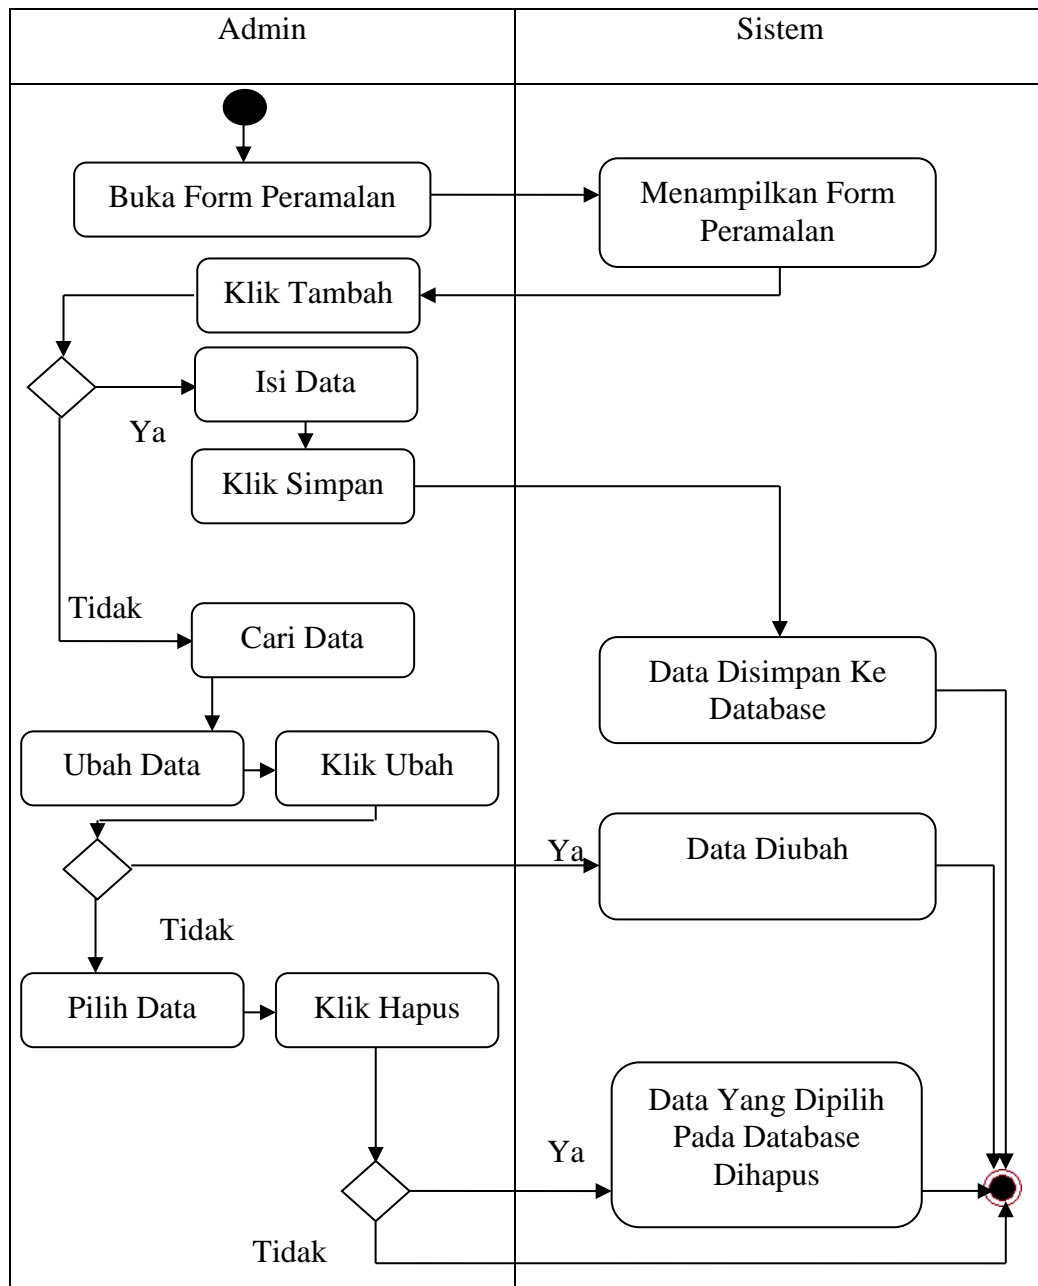 Admin
Sistem
Buka Form Peramalan
Menampilkan Form
Peramalan
Klik Tambah
Isi Data
Ya
Klik Simpan
Tidak
Cari Data
Data Disimpan Ke
Database
Ubah Data
Klik Ubah
Ya
Data Diubah
Tidak
Pilih Data
Klik Hapus
Data Yang Dipilih
Pada Database
Dihapus
Ya
Tidak